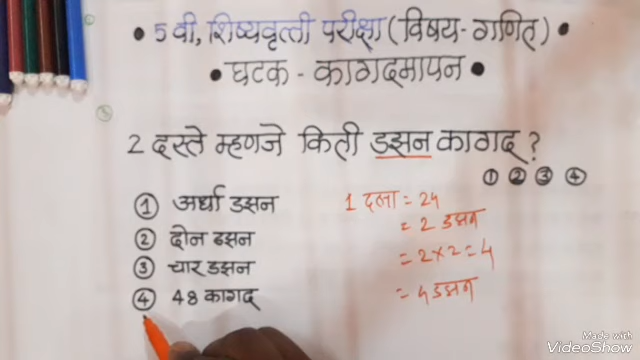 • 5 वी, शिष्यवृत्ती परीक्षा (विषय - गणित) •
• घटक - कागदमापन •
2 दस्ते म्हणजे किती डझन कागद ?
① ② ③ ④
① अर्धा डझन
② दोन डझन
③ चार डझन
④ 48 कागद
1 दस्ता = 24
= 2 डझन
= 2 × 2 = 4
= 4 डझन
Made with
VideoShow